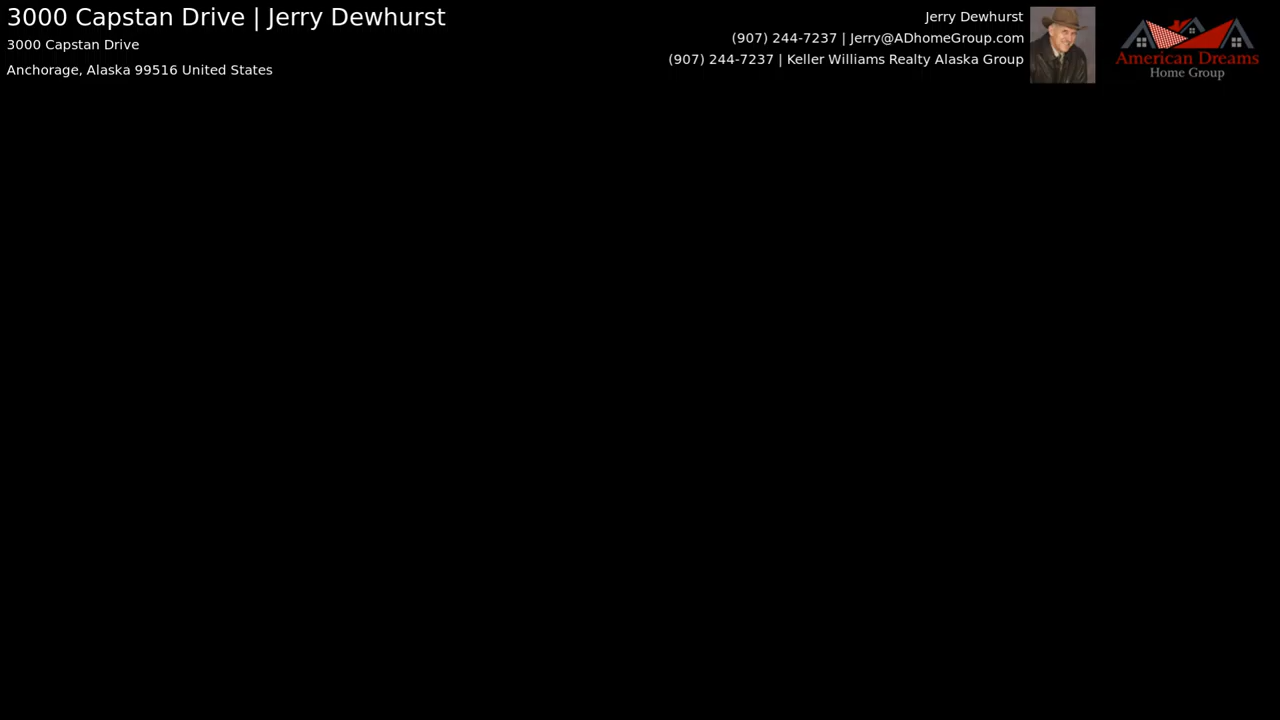 3000 Capstan Drive | Jerry Dewhurst
3000 Capstan Drive
Anchorage, Alaska 99516 United States
Jerry Dewhurst
(907) 244-7237 | Jerry@ADhomeGroup.com
(907) 244-7237 | Keller Williams Realty Alaska Group
American Dreams
Home Group